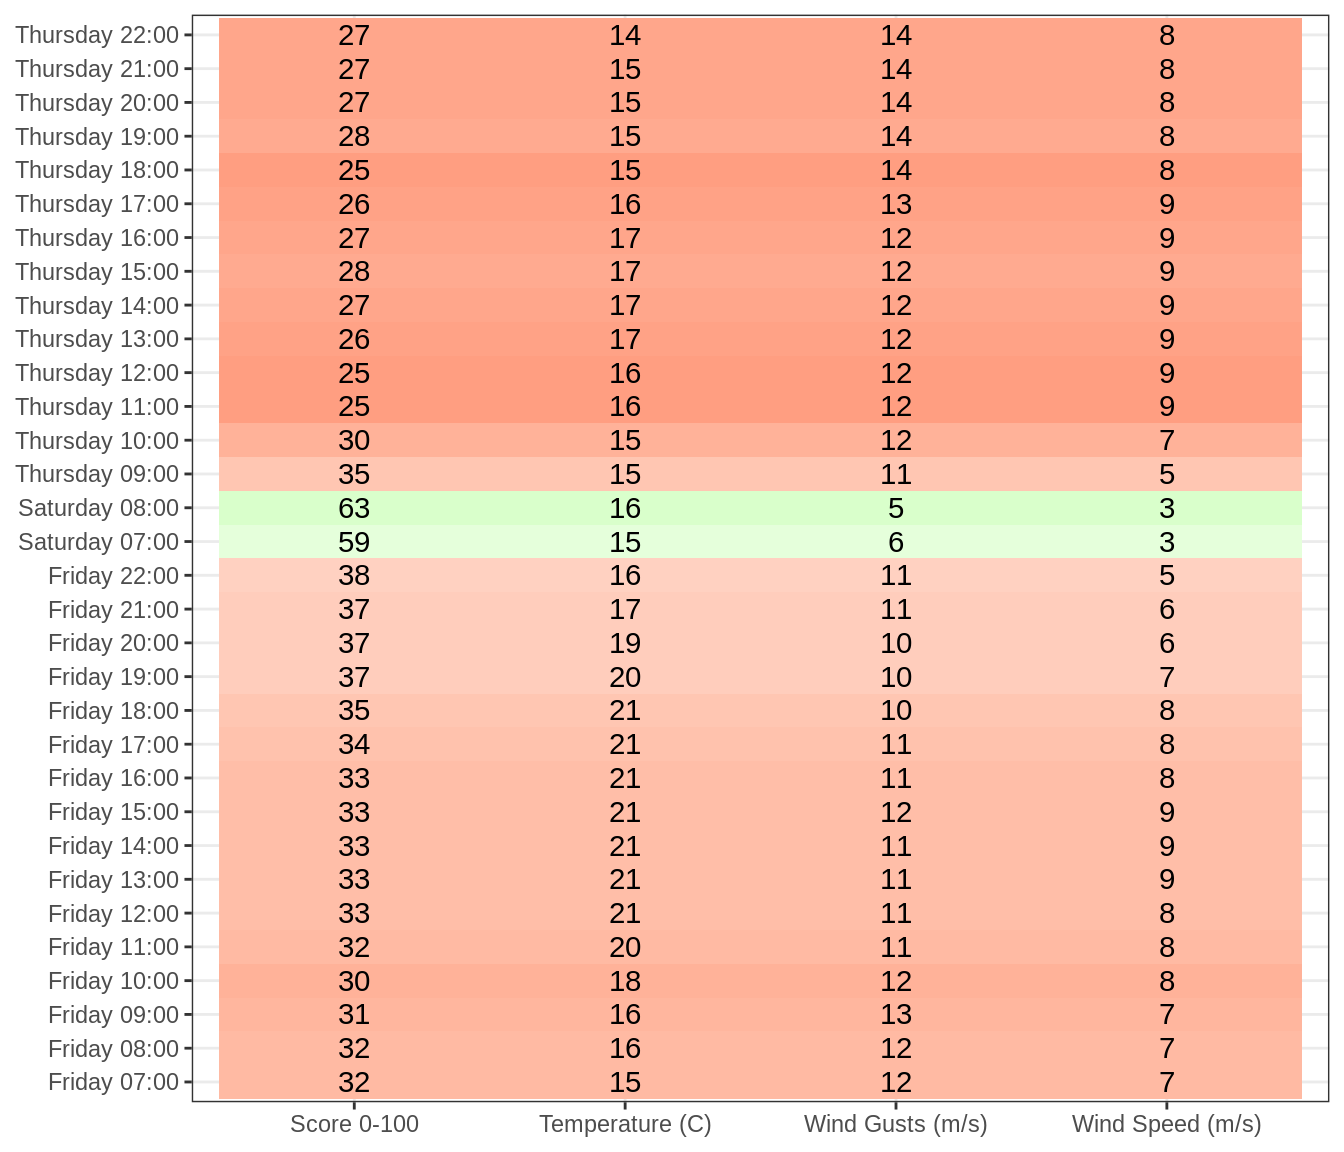 Thursday 22:00 27 14 14 8
Thursday 21:00 27 15 14 8
Thursday 20:00 27 15 14 8
Thursday 19:00 28 15 14 8
Thursday 18:00 25 15 14 8
Thursday 17:00 26 16 13 9
Thursday 16:00 27 17 12 9
Thursday 15:00 28 17 12 9
Thursday 14:00 27 17 12 9
Thursday 13:00 26 17 12 9
Thursday 12:00 25 16 12 9
Thursday 11:00 25 16 12 9
Thursday 10:00 30 15 12 7
Thursday 09:00 35 15 11 5
Saturday 08:00 63 16 5 3
Saturday 07:00 59 15 6 3
Friday 22:00 38 16 11 5
Friday 21:00 37 17 11 6
Friday 20:00 37 19 10 6
Friday 19:00 37 20 10 7
Friday 18:00 35 21 10 8
Friday 17:00 34 21 11 8
Friday 16:00 33 21 11 8
Friday 15:00 33 21 12 9
Friday 14:00 33 21 11 9
Friday 13:00 33 21 11 9
Friday 12:00 33 21 11 8
Friday 11:00 32 20 11 8
Friday 10:00 30 18 12 8
Friday 09:00 31 16 13 7
Friday 08:00 32 16 12 7
Friday 07:00 32 15 12 7
Score 0-100 Temperature (C) Wind Gusts (m/s) Wind Speed (m/s)